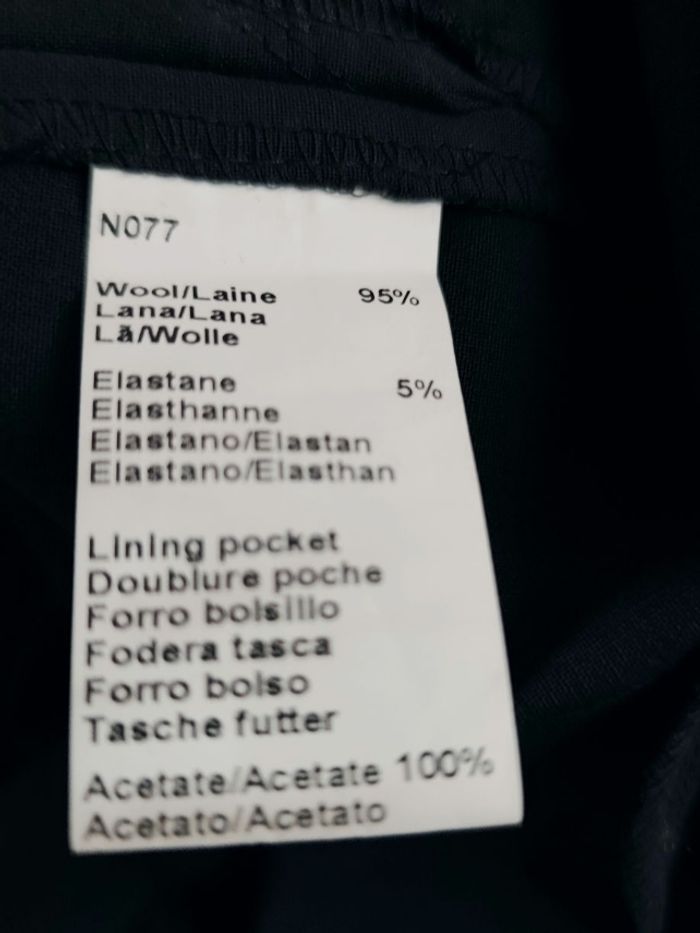 N077
Wool/Laine 95%
Lana/Lana
Lã/Wolle
Elastane 5%
Elasthanne
Elastano/Elastan
Elastano/Elasthan
Lining pocket
Doublure poche
Forro bolsillo
Fodera tasca
Forro bolso
Tasche futter
Acetate/Acetate 100%
Acetato/Acetato